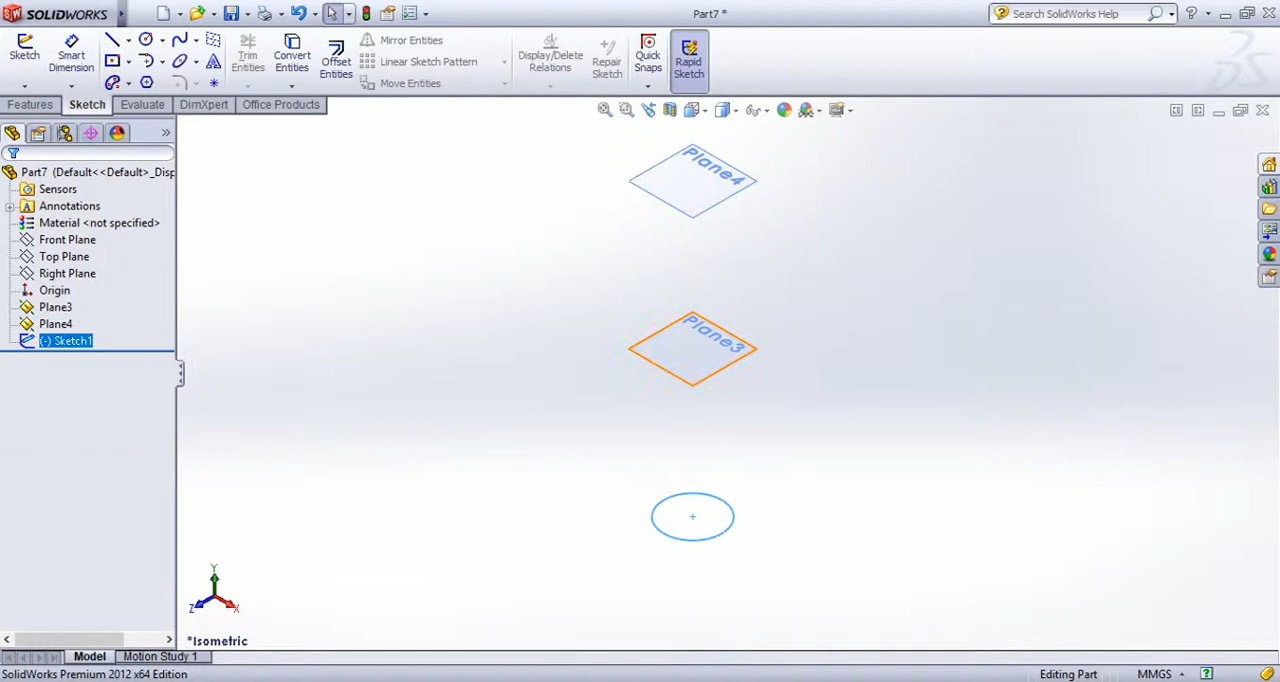 SOLIDWORKS
Part7 *
Search SolidWorks Help
Sketch
Smart Dimension
Trim Entities
Convert Entities
Offset Entities
Mirror Entities
Linear Sketch Pattern
Move Entities
Display/Delete Relations
Repair Sketch
Quick Snaps
Rapid Sketch
Features
Sketch
Evaluate
DimXpert
Office Products
Part7 (Default<<Default>_Disp
Sensors
Annotations
Material <not specified>
Front Plane
Top Plane
Right Plane
Origin
Plane3
Plane4
(-) Sketch1
Plane4
Plane3
Y
Z
X
*Isometric
Model
Motion Study 1
SolidWorks Premium 2012 x64 Edition
Editing Part
MMGS